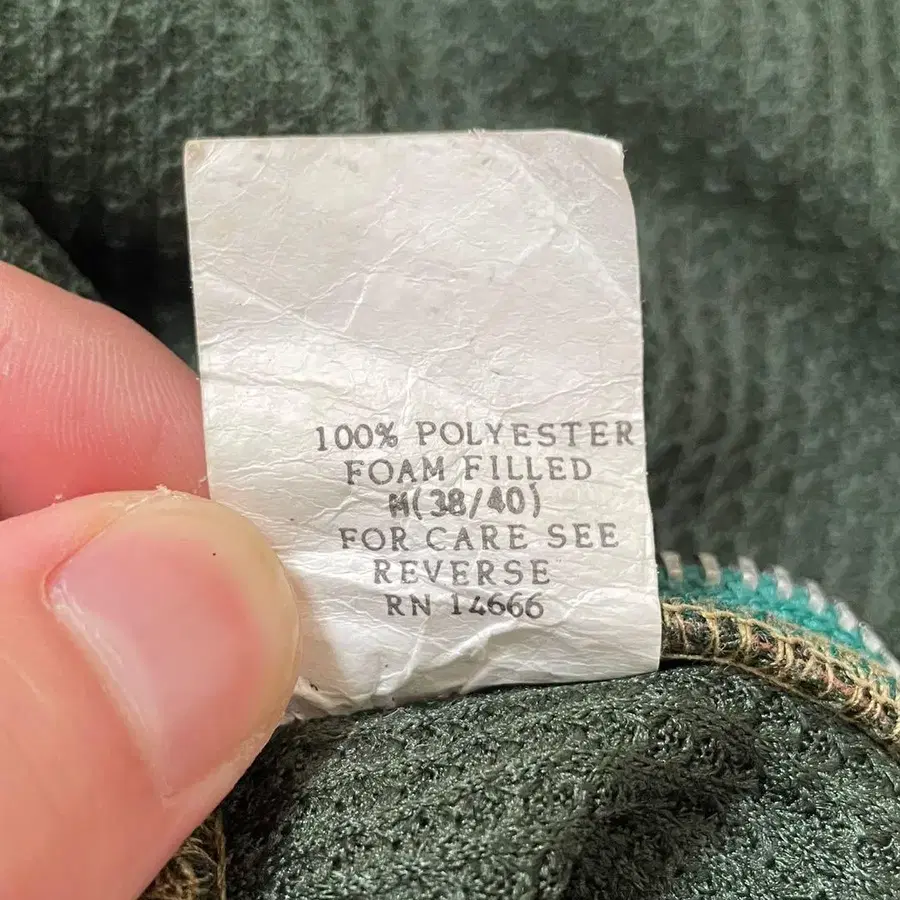 100% POLYESTER
FOAM FILLED
M(38/40)
FOR CARE SEE
REVERSE
RN 14666